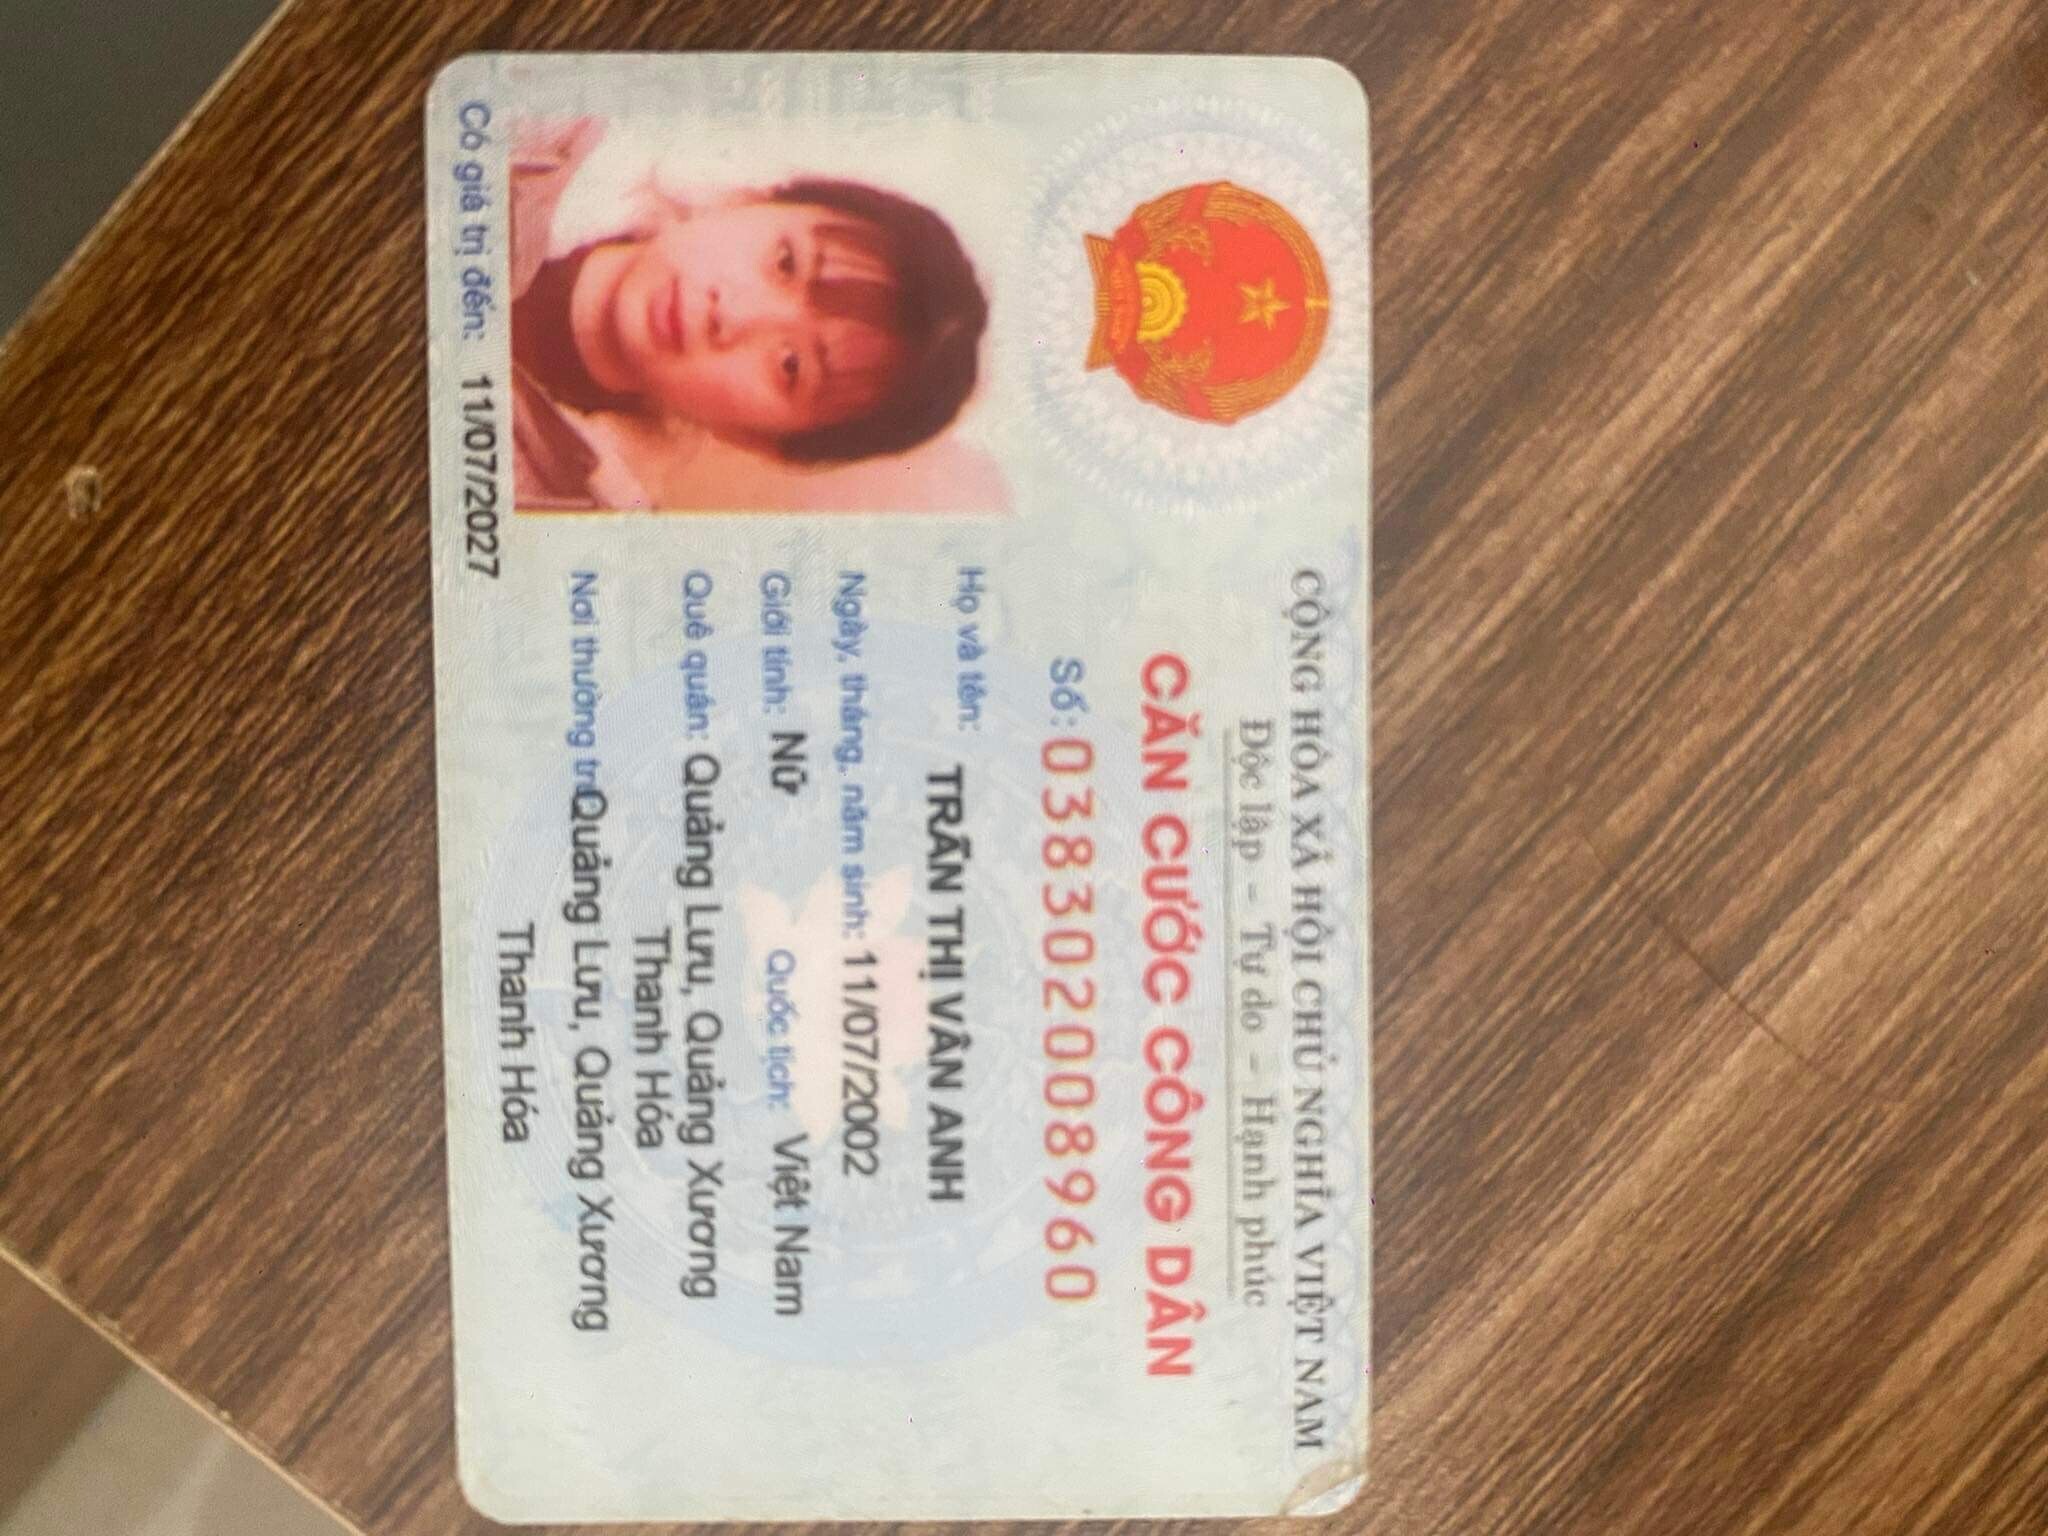 CỘNG HÒA XÃ HỘI CHỦ NGHĨA VIỆT NAM
Độc lập - Tự do - Hạnh phúc
CĂN CƯỚC CÔNG DÂN
Số: 038302008960
Họ và tên:
TRẦN THỊ VÂN ANH
Ngày, tháng, năm sinh: 11/07/2002
Giới tính: Nữ Quốc tịch: Việt Nam
Quê quán: Quảng Lưu, Quảng Xương
Thanh Hóa
Nơi thường Quảng Lưu, Quảng Xương
Thanh Hóa
Có giá trị đến: 11/07/2027